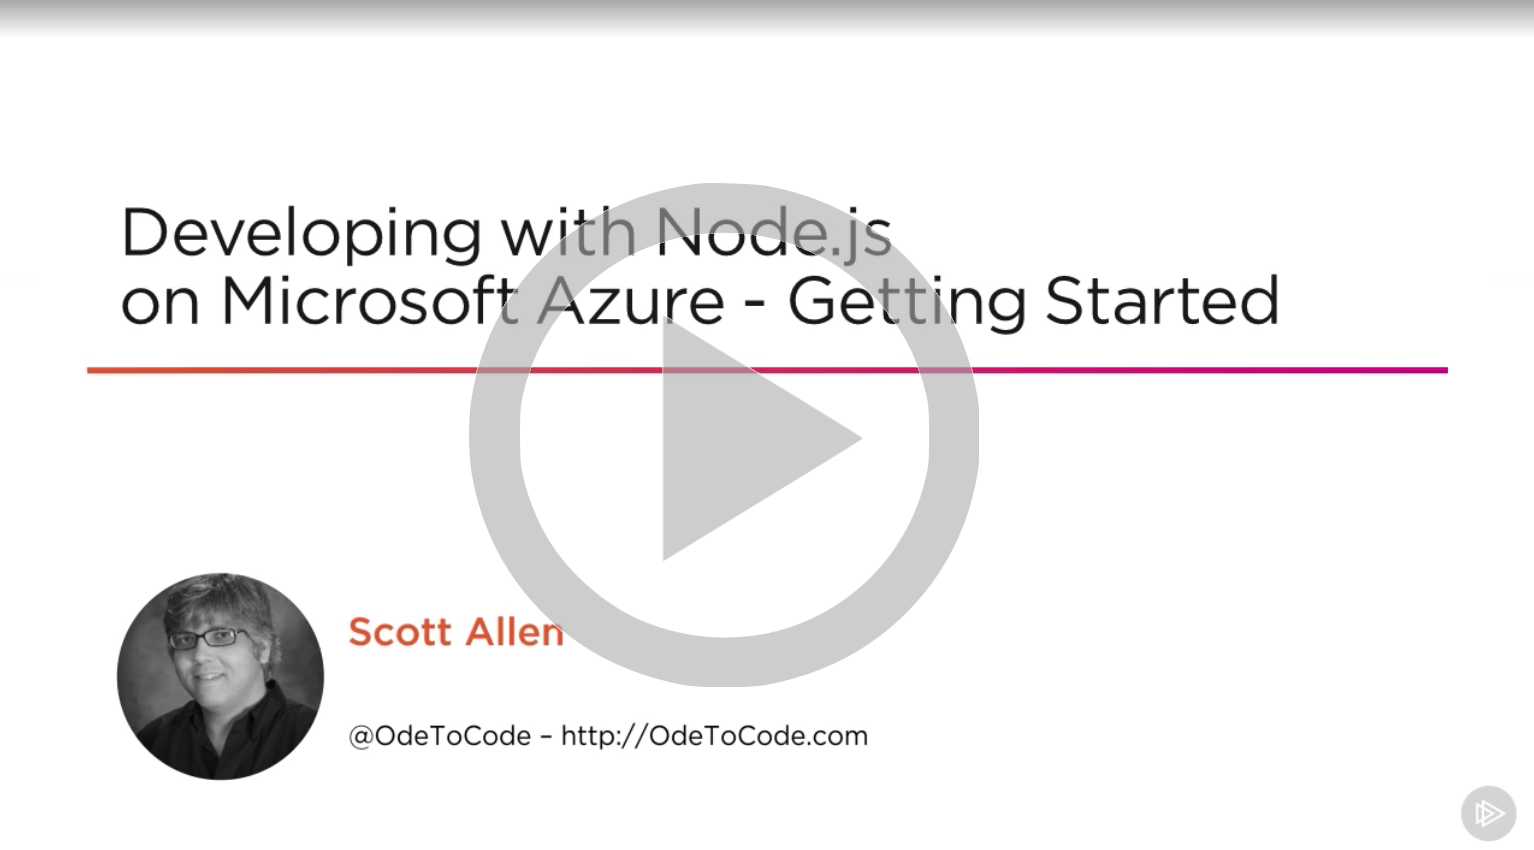 Developing with Node.js
on Microsoft Azure - Getting Started
Scott Allen
@OdeToCode – http://OdeToCode.com